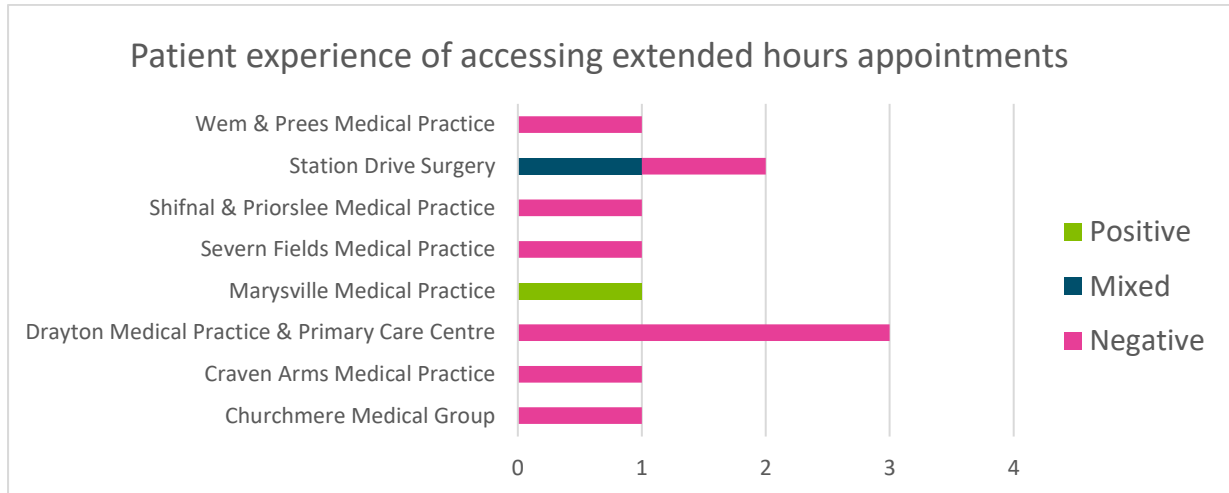 Patient experience of accessing extended hours appointments
Wem & Prees Medical Practice
Station Drive Surgery
Shifnal & Priorslee Medical Practice
Severn Fields Medical Practice
Marysville Medical Practice
Drayton Medical Practice & Primary Care Centre
Craven Arms Medical Practice
Churchmere Medical Group
0 1 2 3 4
Positive
Mixed
Negative